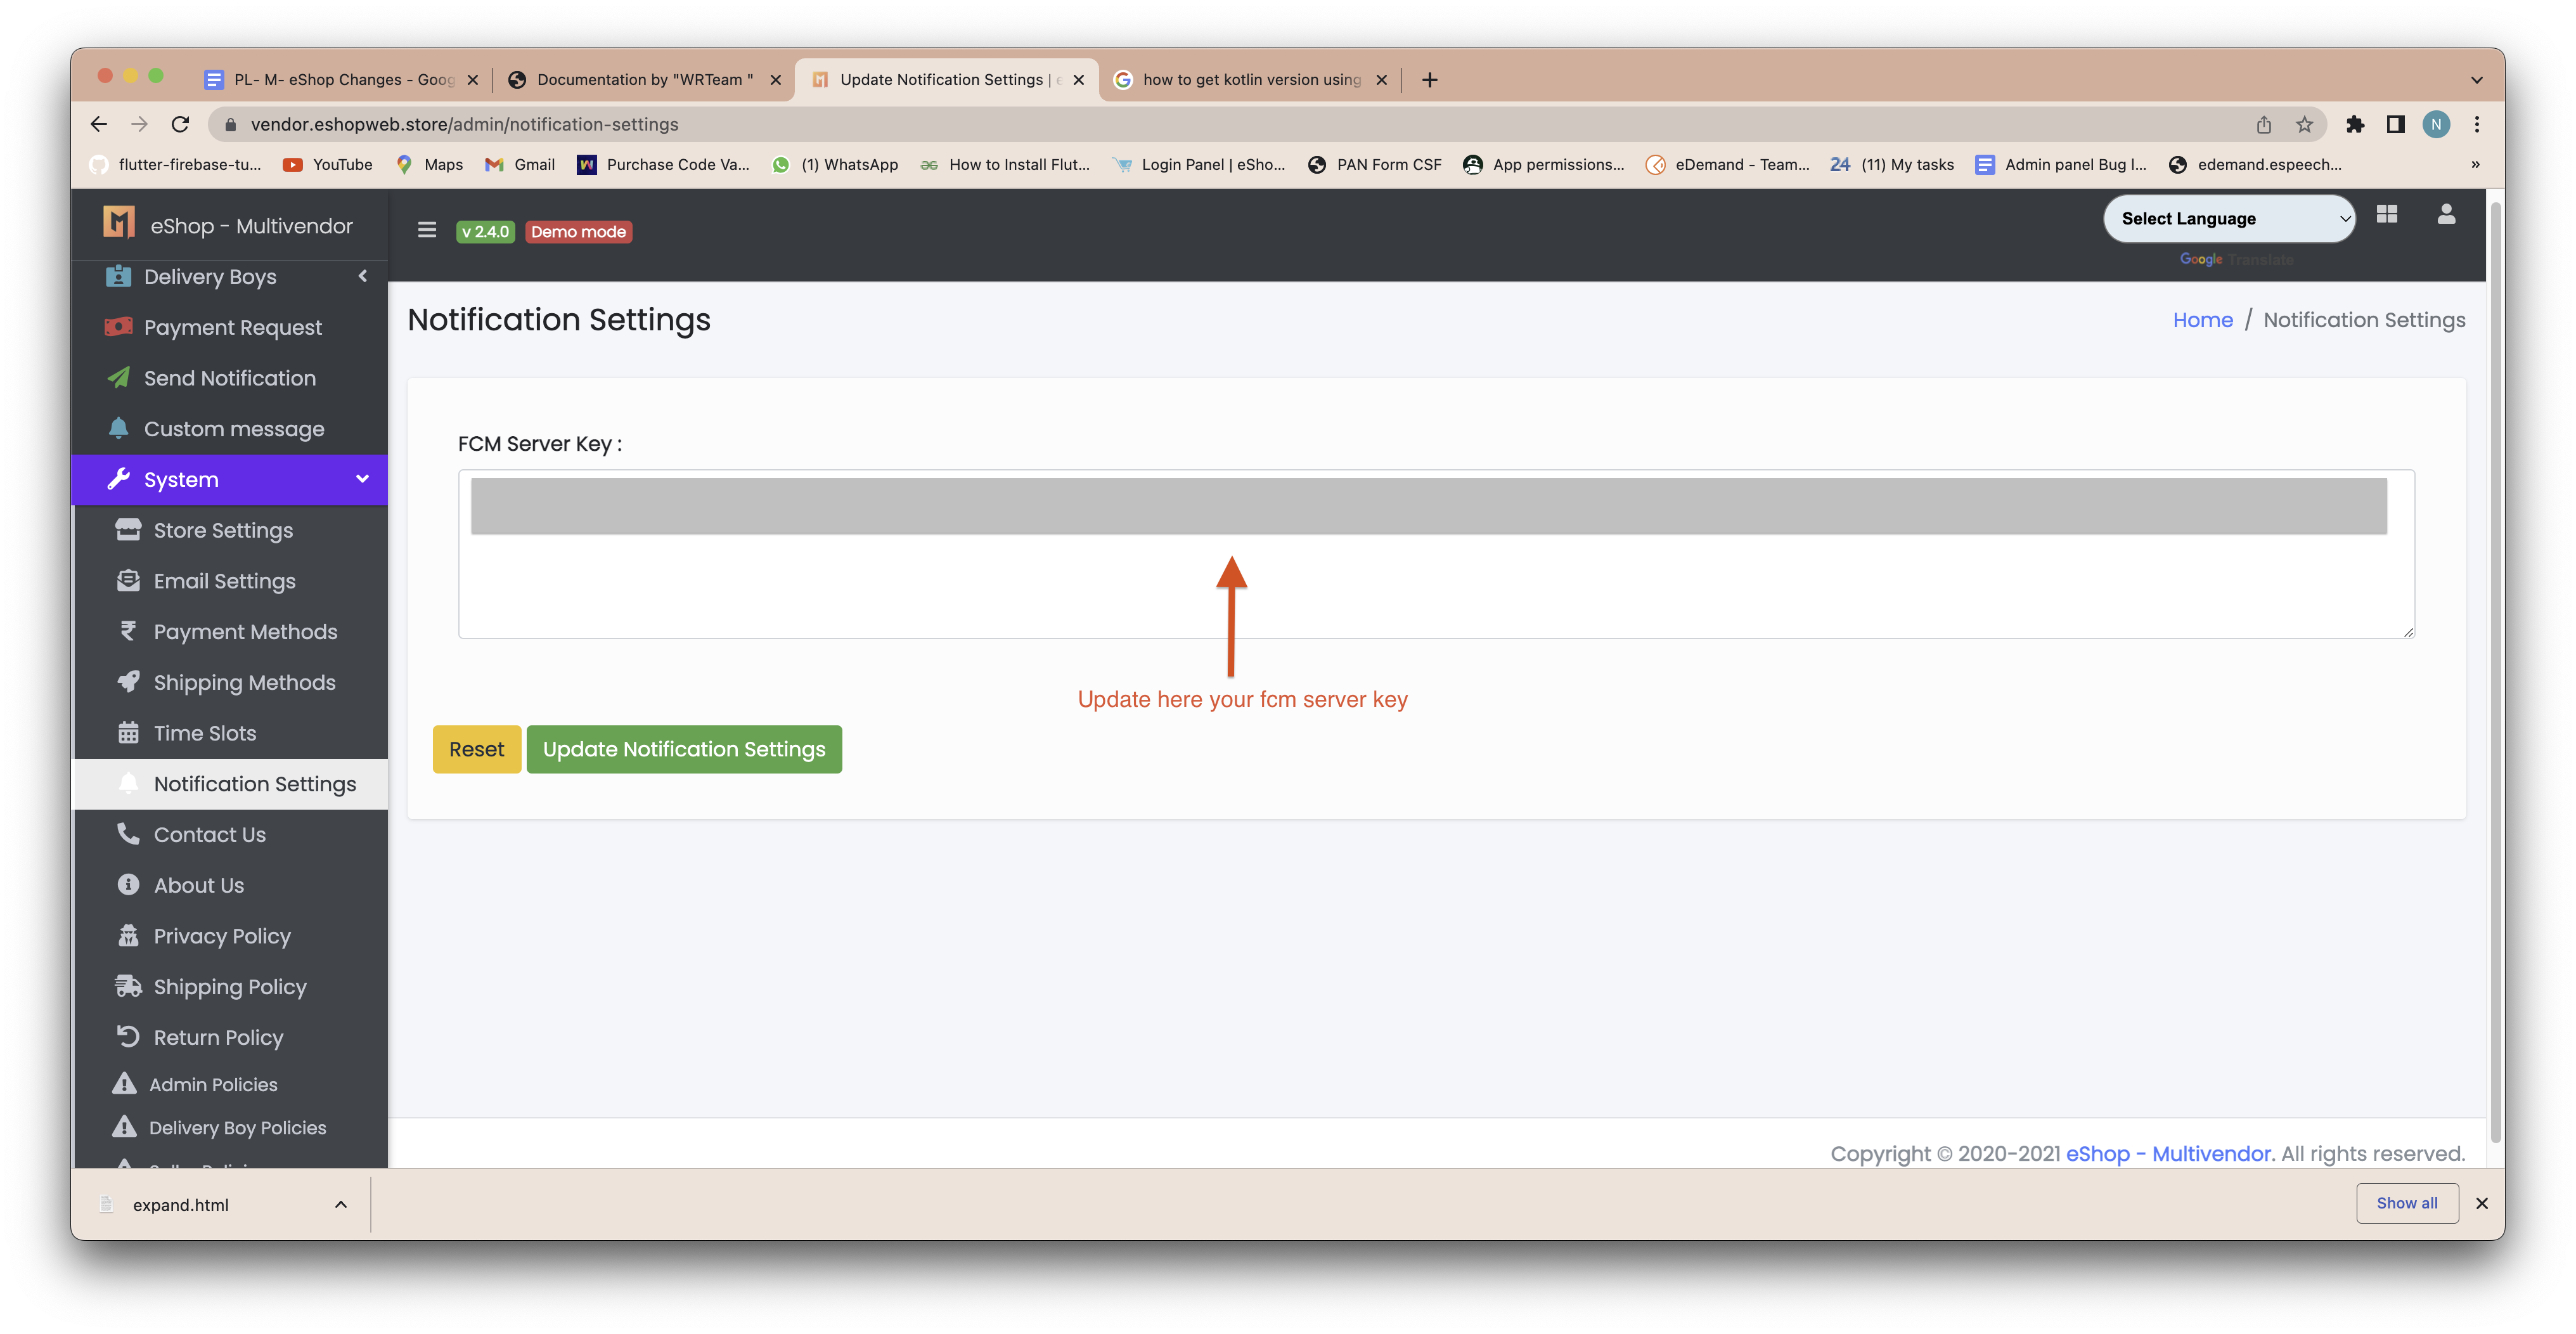 PL- M- eShop Changes - Goog
Documentation by "WRTeam "
Update Notification Settings | e
how to get kotlin version using
vendor.eshopweb.store/admin/notification-settings
N
flutter-firebase-tu...
YouTube
Maps
Gmail
Purchase Code Va...
(1) WhatsApp
How to Install Flut...
Login Panel | eSho...
PAN Form CSF
App permissions...
eDemand - Team...
24 (11) My tasks
Admin panel Bug l...
edemand.espeech...
»
eShop - Multivendor
v 2.4.0
Demo mode
Select Language
Google Translate
Delivery Boys
Payment Request
Send Notification
Custom message
System
Store Settings
Email Settings
Payment Methods
Shipping Methods
Time Slots
Notification Settings
Contact Us
About Us
Privacy Policy
Shipping Policy
Return Policy
Admin Policies
Delivery Boy Policies
Notification Settings
Home / Notification Settings
FCM Server Key :
Update here your fcm server key
Reset
Update Notification Settings
Copyright © 2020-2021 eShop - Multivendor. All rights reserved.
expand.html
Show all